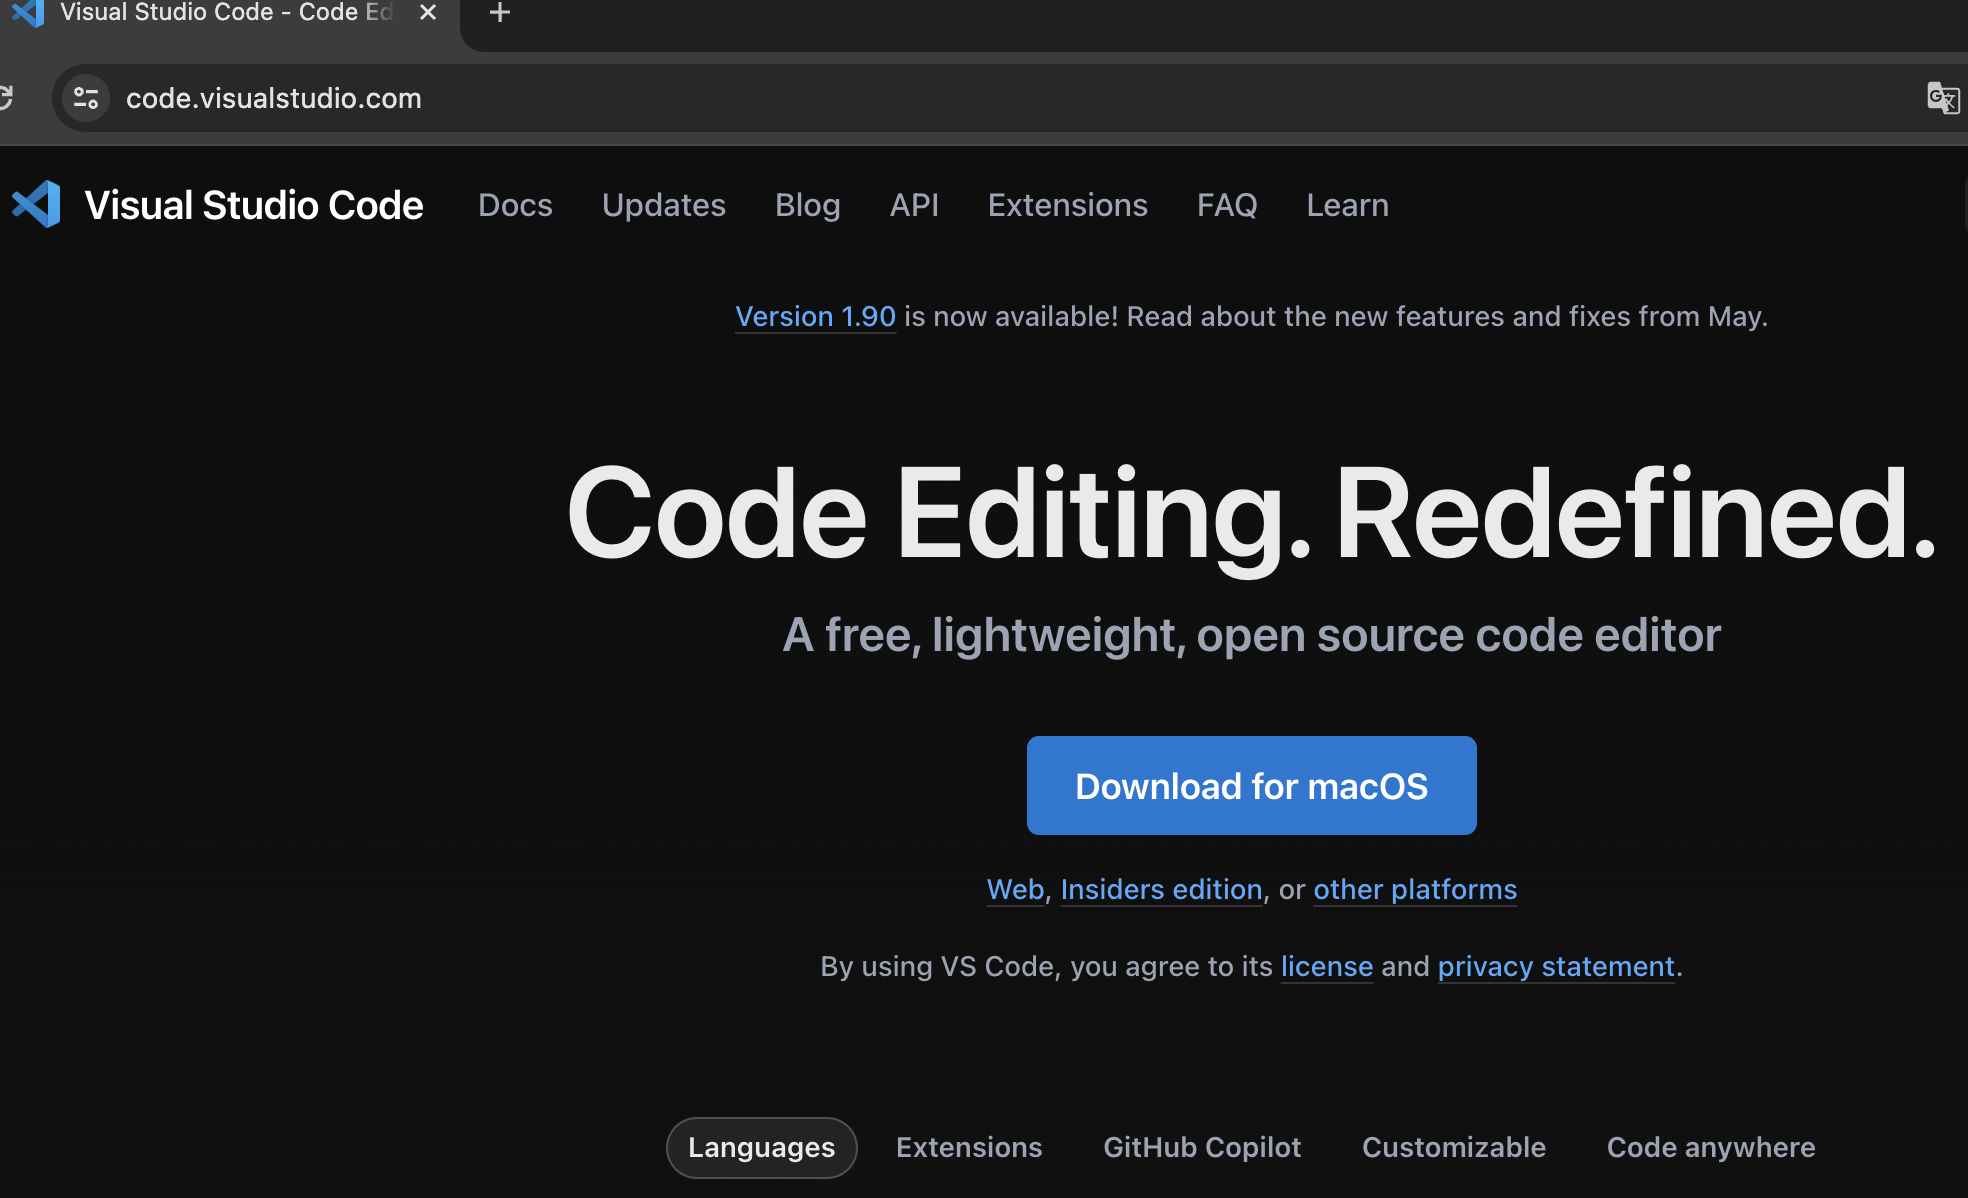 Visual Studio Code - Code Ed
code.visualstudio.com
Visual Studio Code Docs Updates Blog API Extensions FAQ Learn
Version 1.90 is now available! Read about the new features and fixes from May.
Code Editing. Redefined.
A free, lightweight, open source code editor
Download for macOS
Web, Insiders edition, or other platforms
By using VS Code, you agree to its license and privacy statement.
Languages Extensions GitHub Copilot Customizable Code anywhere